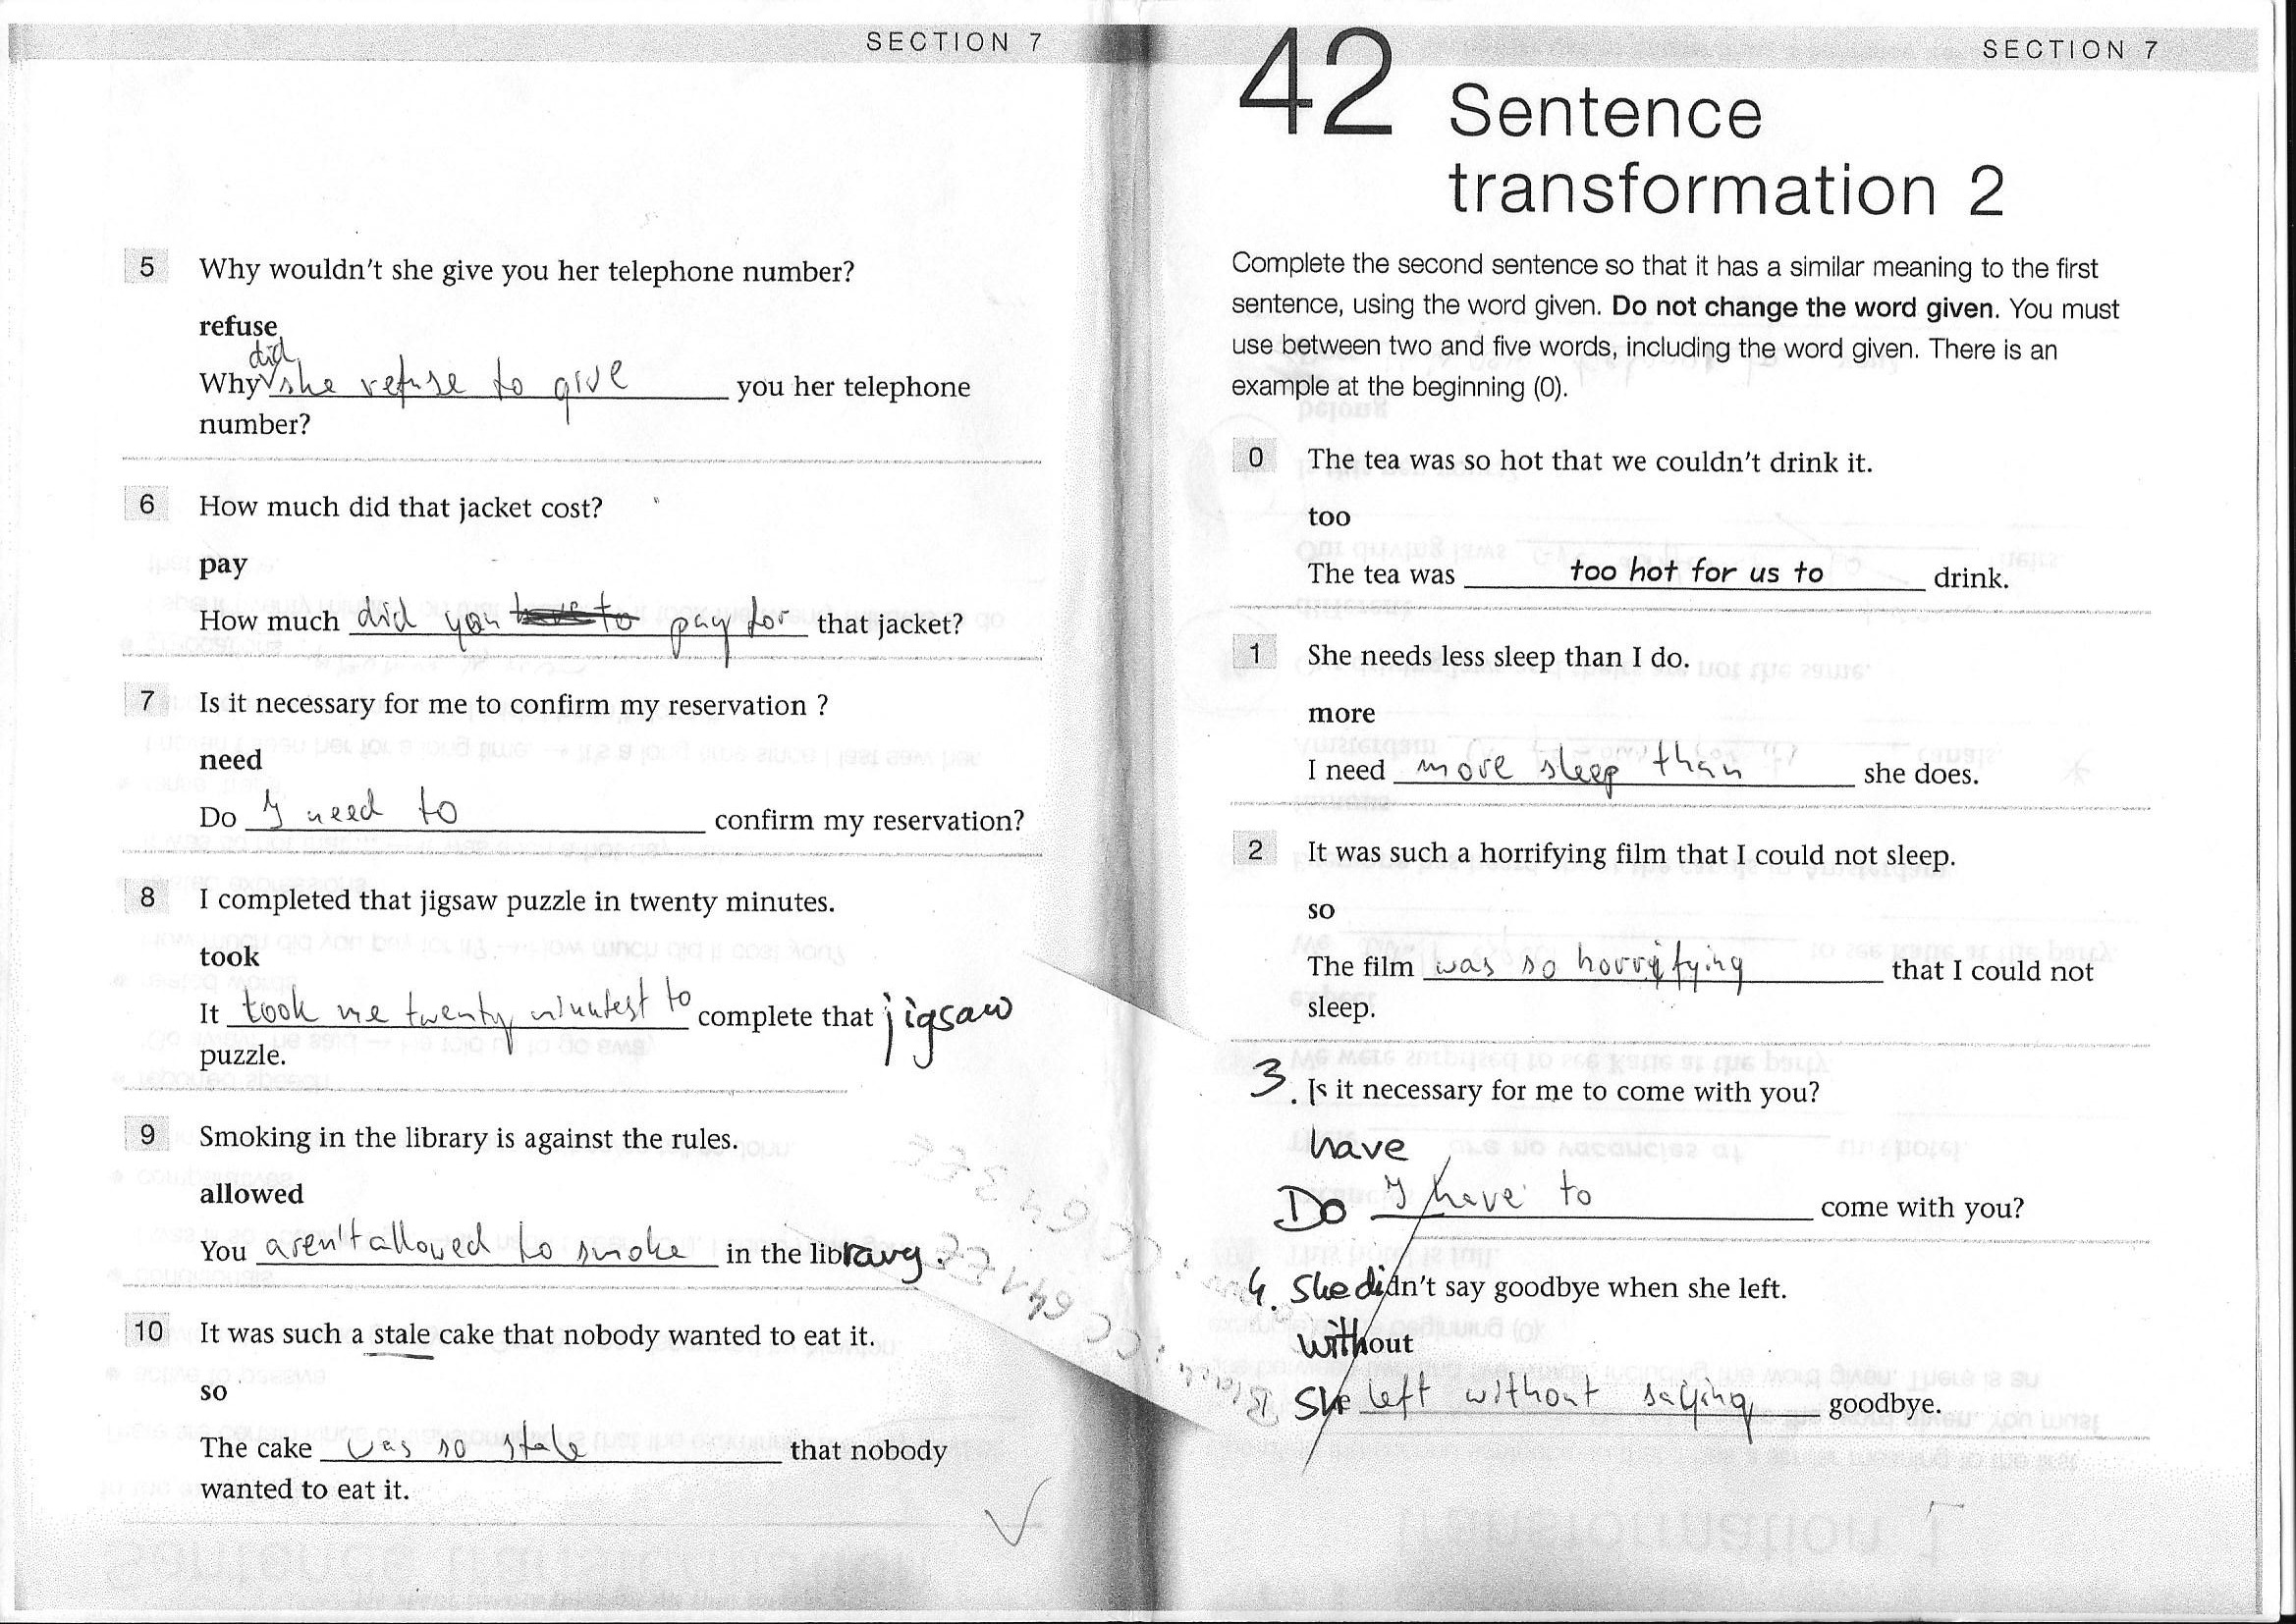 SECTION 7
5 Why wouldn't she give you her telephone number?
refuse
did
Why she refuse to give you her telephone
number?
6 How much did that jacket cost?
pay
How much did you pay for that jacket?
7 Is it necessary for me to confirm my reservation ?
need
Do I need to confirm my reservation?
8 I completed that jigsaw puzzle in twenty minutes.
took
It took me twenty minutest to complete that jigsaw
puzzle.
9 Smoking in the library is against the rules.
allowed
You aren't allowed to smoke in the library.
10 It was such a stale cake that nobody wanted to eat it.
so
The cake was so stale that nobody
wanted to eat it.
SECTION 7
42 Sentence
transformation 2
Complete the second sentence so that it has a similar meaning to the first
sentence, using the word given. Do not change the word given. You must
use between two and five words, including the word given. There is an
example at the beginning (0).
0 The tea was so hot that we couldn't drink it.
too
The tea was too hot for us to drink.
1 She needs less sleep than I do.
more
I need more sleep than she does.
2 It was such a horrifying film that I could not sleep.
so
The film was so horrifying that I could not
sleep.
3. Is it necessary for me to come with you?
have
Do I have to come with you?
4. She didn't say goodbye when she left.
without
She left without saying goodbye.